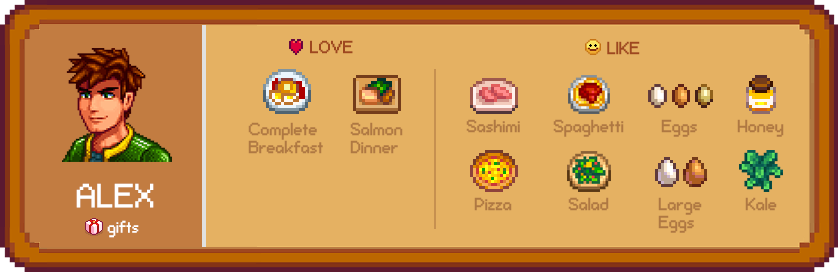 ALEX
gifts
LOVE
Complete
Breakfast
Salmon
Dinner
LIKE
Sashimi
Spaghetti
Eggs
Honey
Pizza
Salad
Large
Eggs
Kale